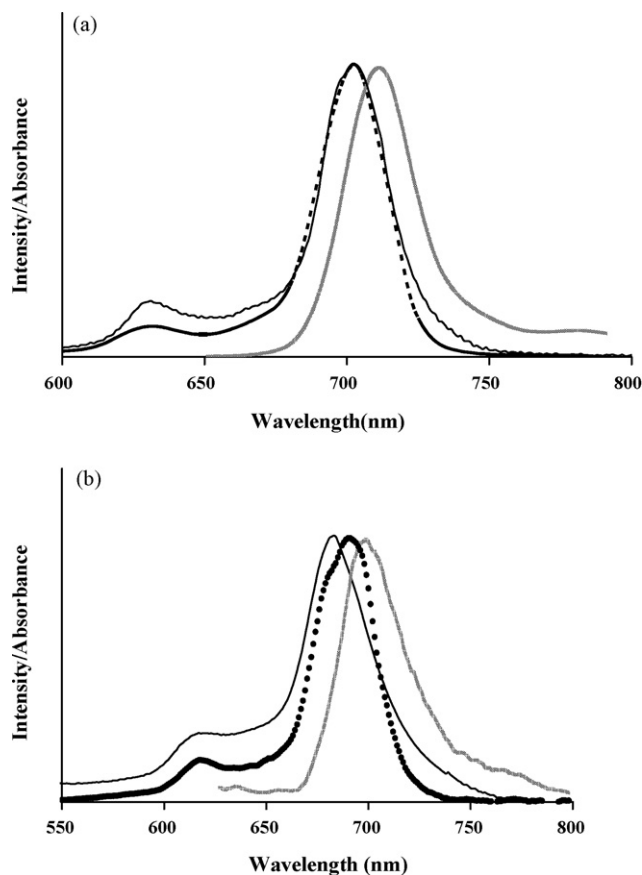 (a)
Intensity/Absorbance
600 650 700 750 800
Wavelength(nm)
(b)
Intensity/Absorbance
550 600 650 700 750 800
Wavelength (nm)